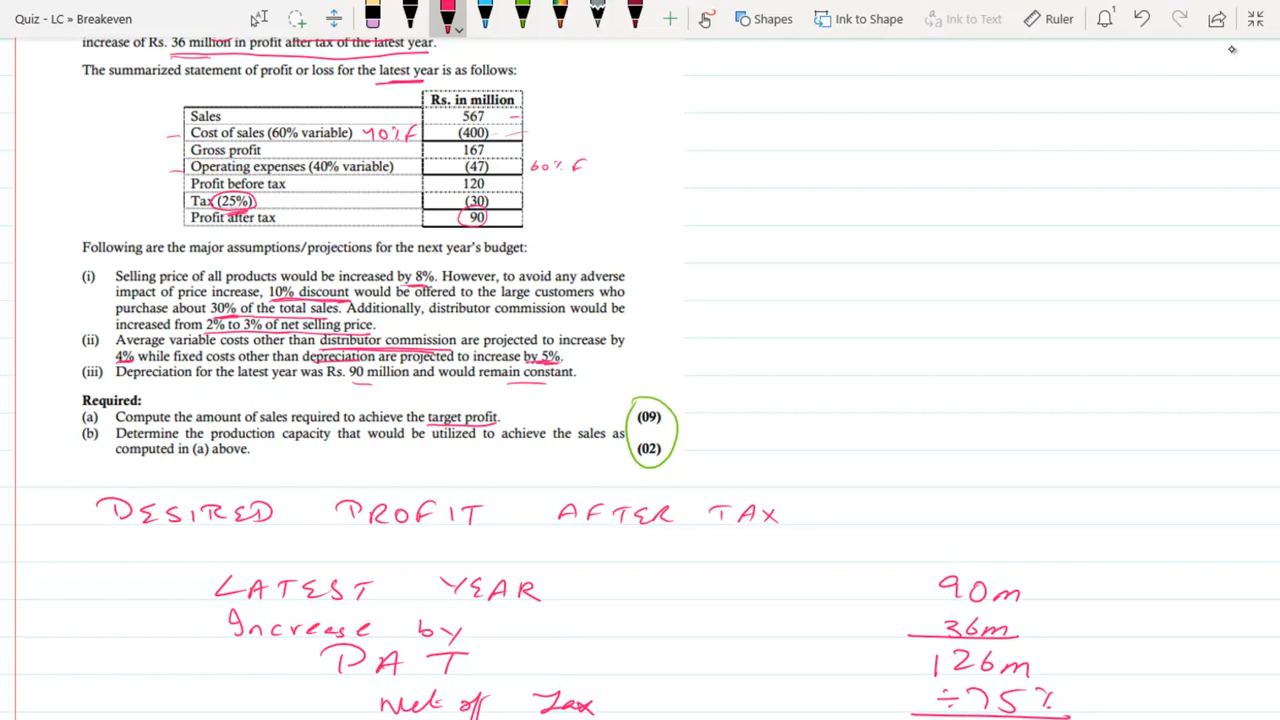 Quiz - LC » Breakeven
Shapes
Ink to Shape
Ink to Text
Ruler
increase of Rs. 36 million in profit after tax of the latest year.
The summarized statement of profit or loss for the latest year is as follows:
Rs. in million
Sales 567
Cost of sales (60% variable) 40% F (400)
Gross profit 167
Operating expenses (40% variable) (47) 60% F
Profit before tax 120
Tax (25%) (30)
Profit after tax 90
Following are the major assumptions/projections for the next year's budget:
(i) Selling price of all products would be increased by 8%. However, to avoid any adverse
impact of price increase, 10% discount would be offered to the large customers who
purchase about 30% of the total sales. Additionally, distributor commission would be
increased from 2% to 3% of net selling price.
(ii) Average variable costs other than distributor commission are projected to increase by
4% while fixed costs other than depreciation are projected to increase by 5%.
(iii) Depreciation for the latest year was Rs. 90 million and would remain constant.
Required:
(a) Compute the amount of sales required to achieve the target profit. (09)
(b) Determine the production capacity that would be utilized to achieve the sales as
computed in (a) above. (02)
DESIRED PROFIT AFTER TAX
LATEST YEAR 90m
Increase by 36m
PAT 126m
Net off Tax ÷75%